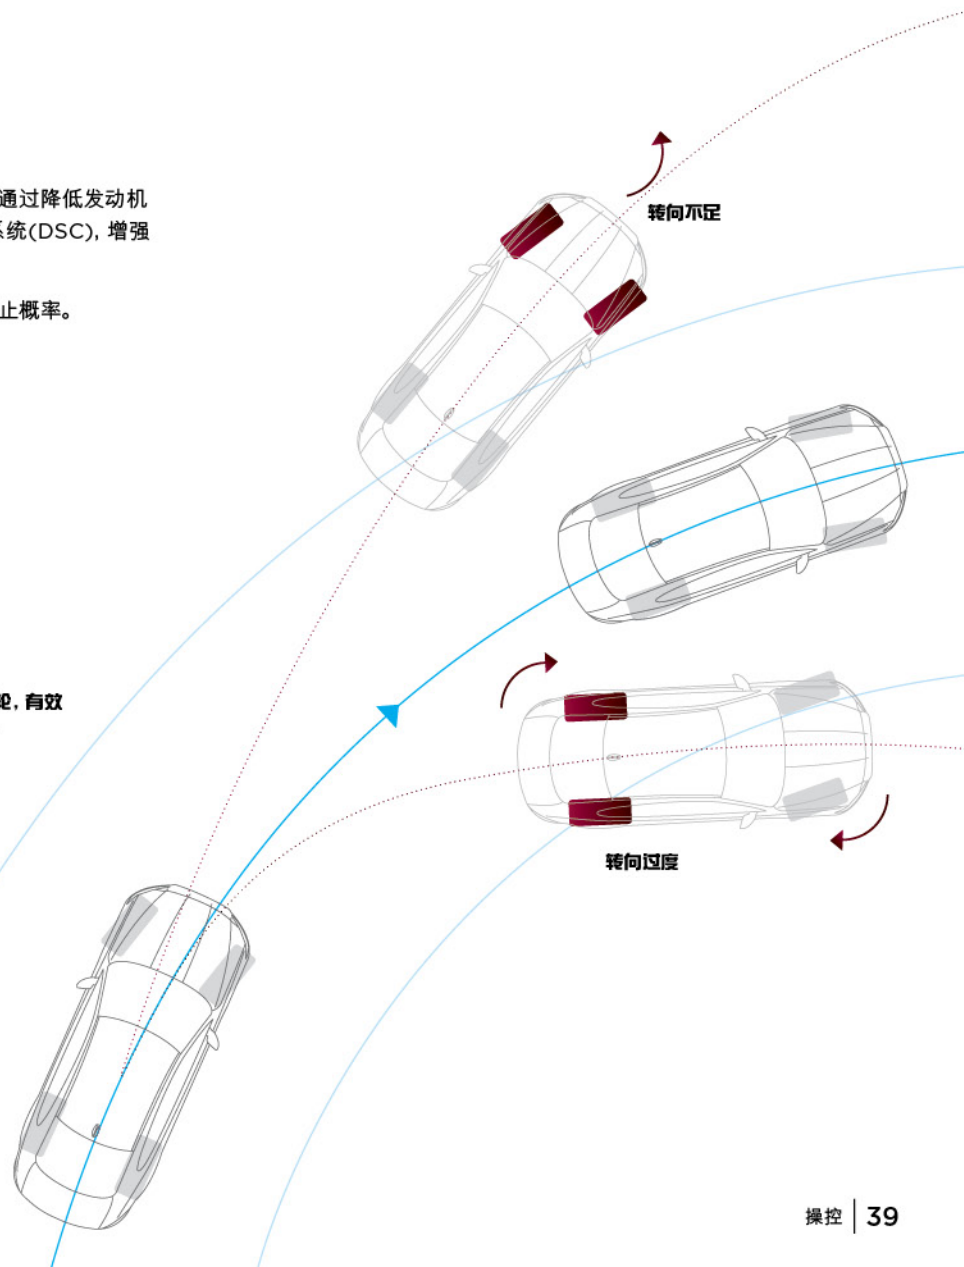 通过降低发动机
系统(DSC), 增强
止概率。
转向不足
轮, 有效
转向过度
操控 | 39